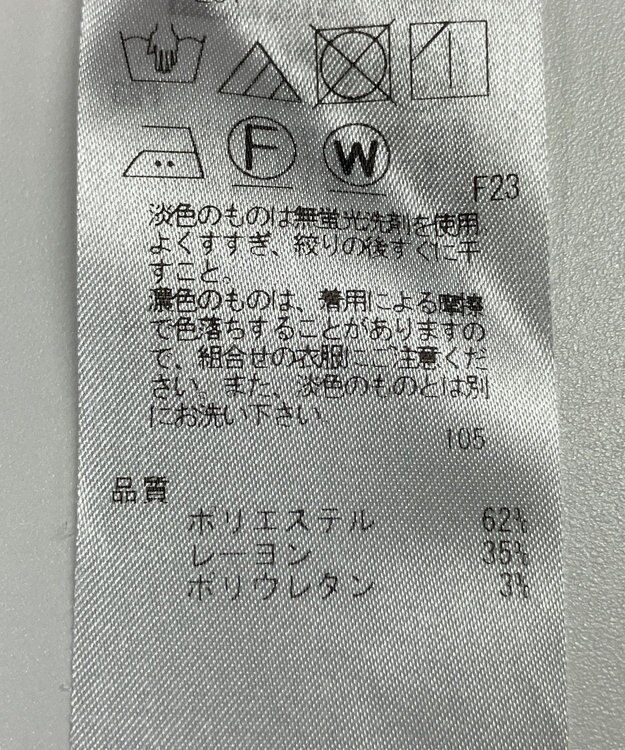 F
W
F23
淡色のものは無蛍光洗剤を使用
よくすすぎ、絞りの後すぐに干
すこと。
濃色のものは、着用による摩擦
で色落ちすることがありますの
で、組合せの衣服にご注意くだ
さい。また、淡色のものとは別
にお洗い下さい
105
品質
ポリエステル 62%
レーヨン 35%
ポリウレタン 3%